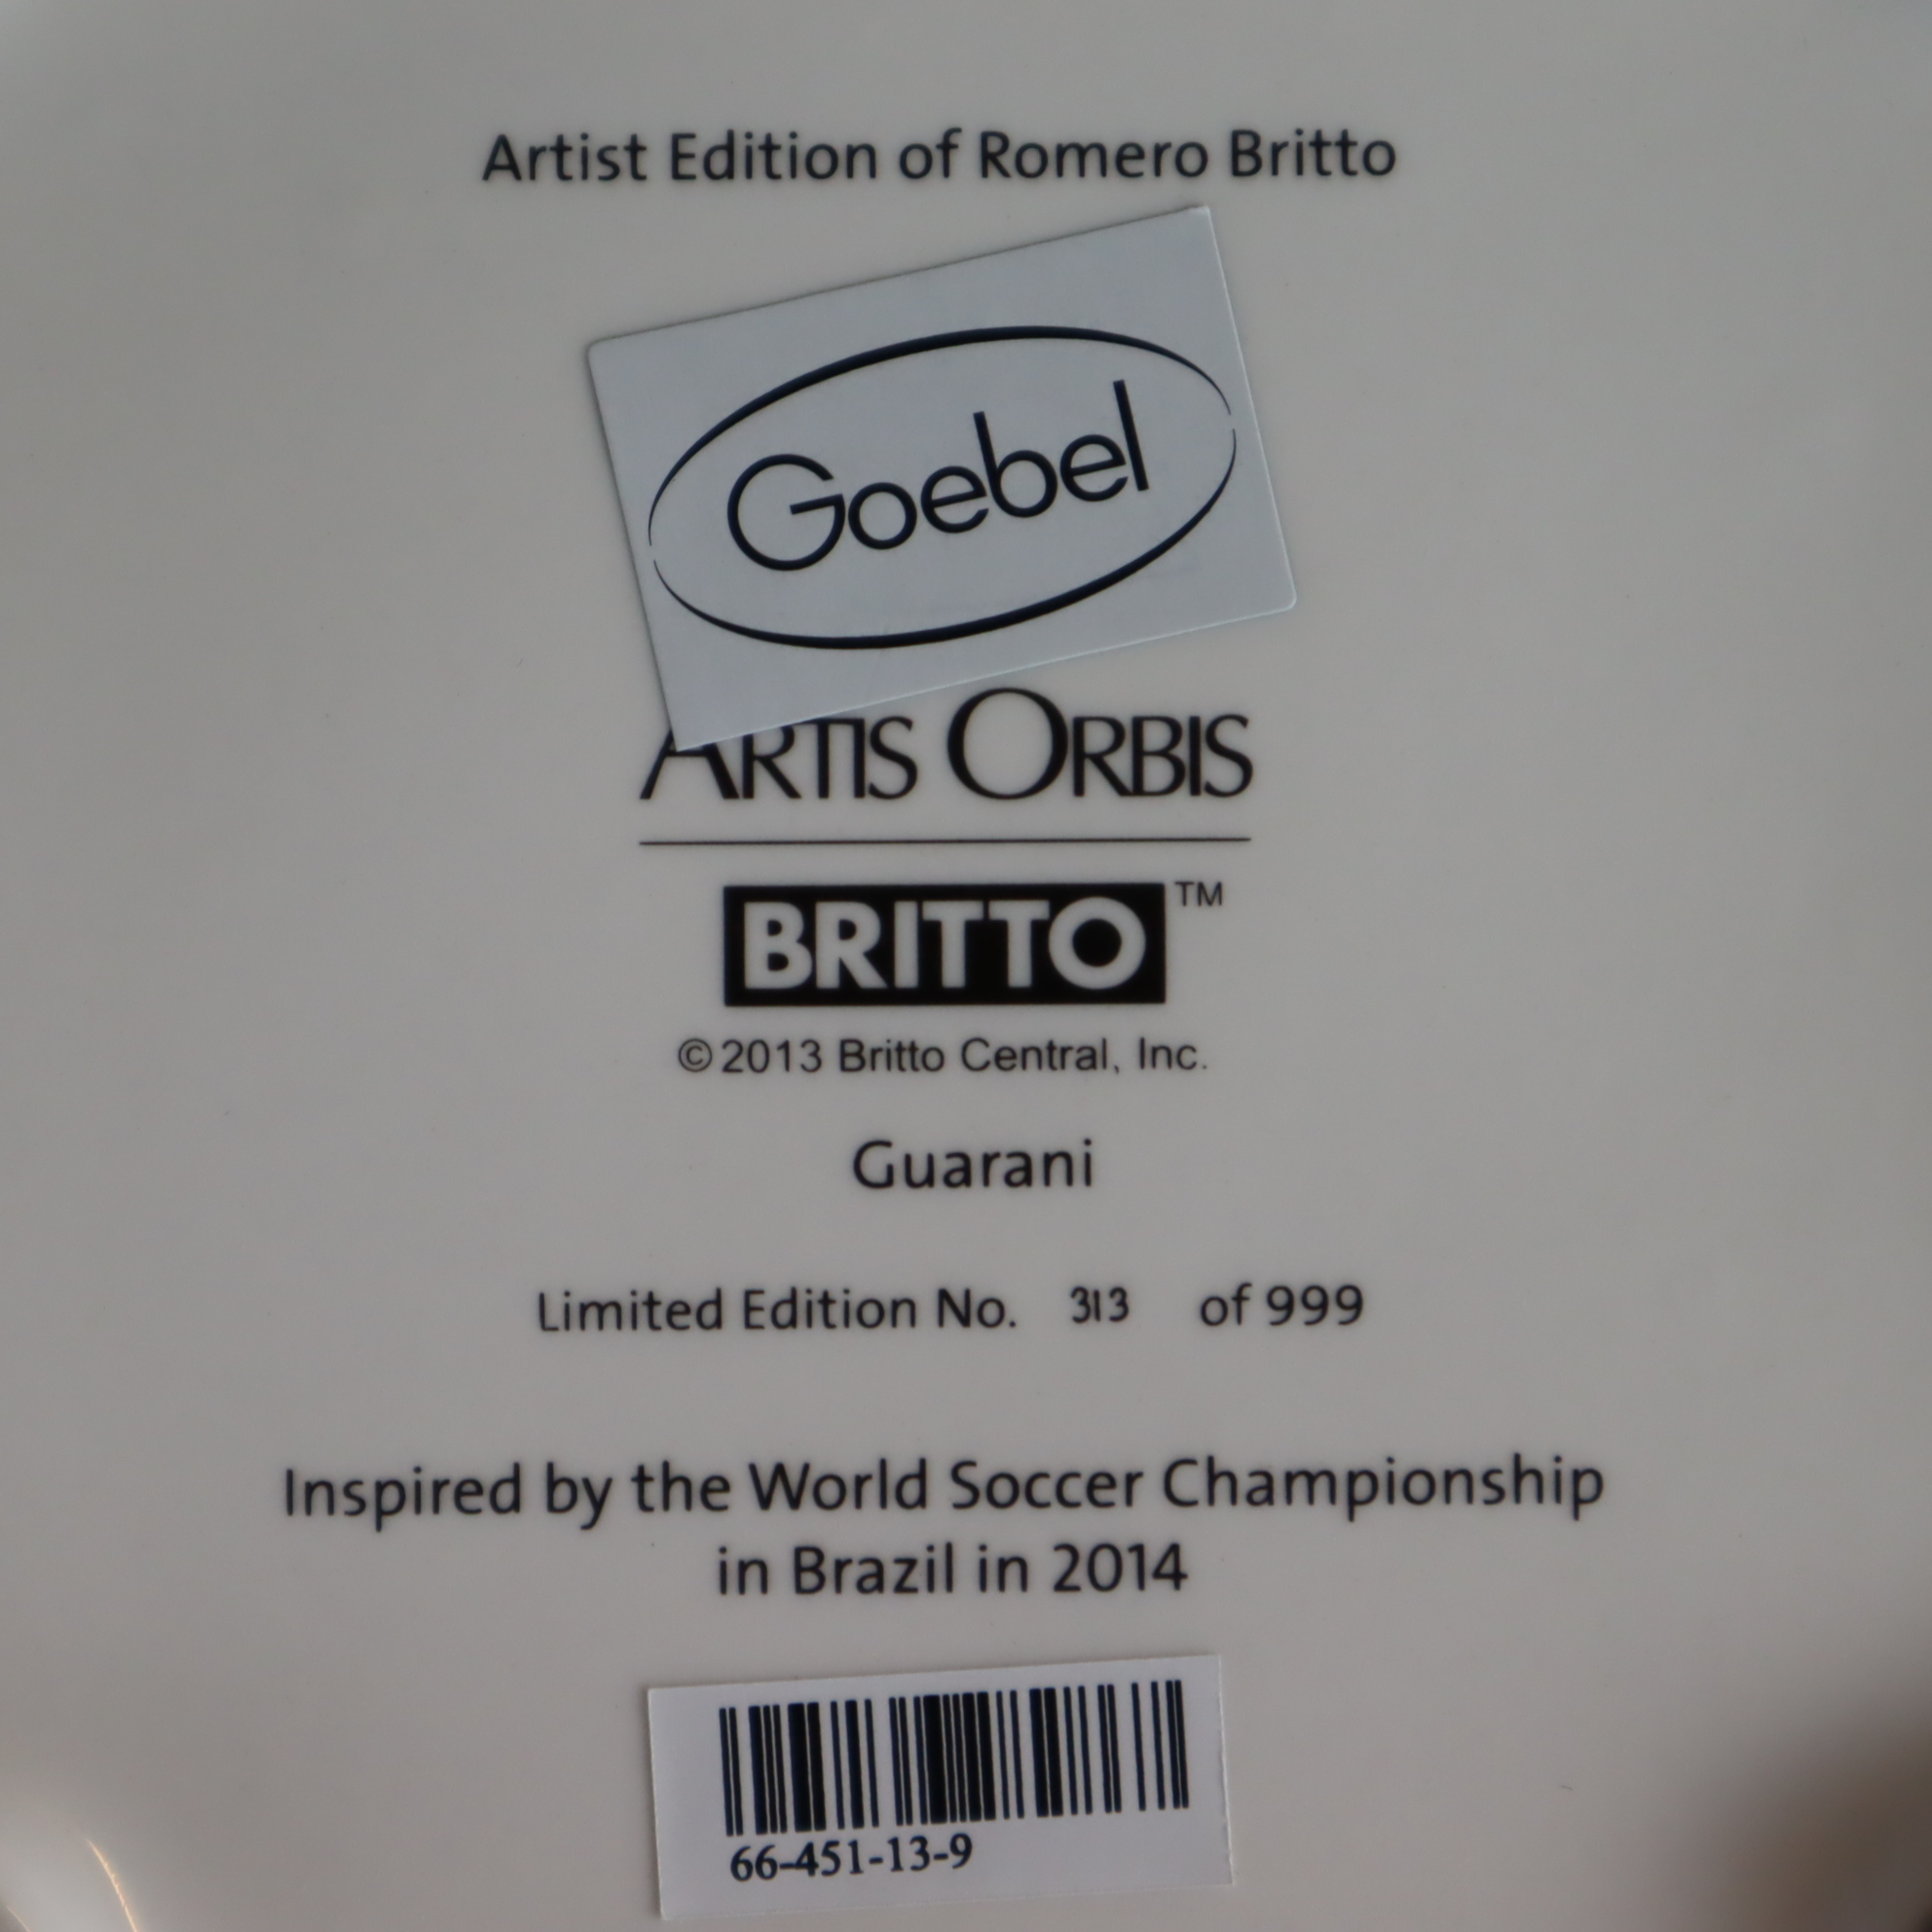 Artist Edition of Romero Britto
Goebel
ARTIS ORBIS
BRITTO™
©2013 Britto Central, Inc.
Guarani
Limited Edition No. 313 of 999
Inspired by the World Soccer Championship
in Brazil in 2014
66-451-13-9